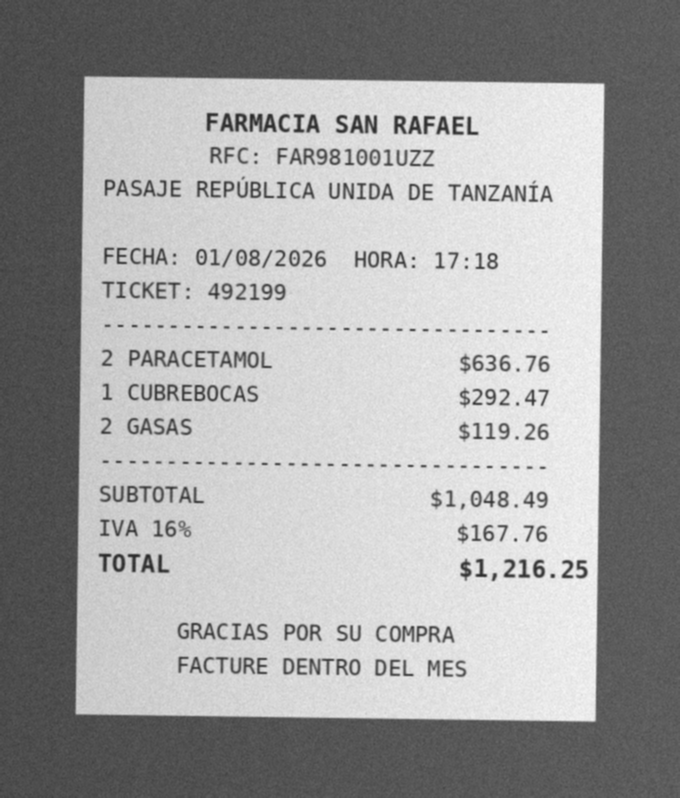 FARMACIA SAN RAFAEL
RFC: FAR981001UZZ
PASAJE REPÚBLICA UNIDA DE TANZANÍA
FECHA: 01/08/2026  HORA: 17:18
TICKET: 492199
----------------------------------
2 PARACETAMOL $636.76
1 CUBREBOCAS $292.47
2 GASAS $119.26
----------------------------------
SUBTOTAL $1,048.49
IVA 16% $167.76
TOTAL $1,216.25
GRACIAS POR SU COMPRA
FACTURE DENTRO DEL MES